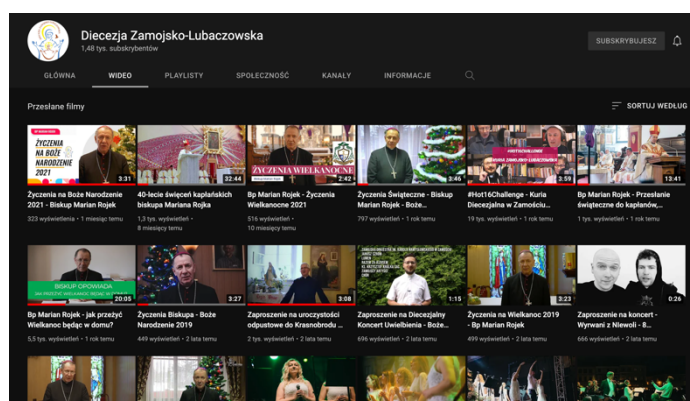 Diecezja Zamojsko-Lubaczowska
1,48 tys. subskrybentów
SUBSKRYBUJESZ
GŁÓWNA WIDEO PLAYLISTY SPOŁECZNOŚĆ KANAŁY INFORMACJE
Przesłane filmy
SORTUJ WEDŁUG
ŻYCZENIA
NA BOŻE
NARODZENIE
2021
3:31
32:44
ŻYCZENIA WIELKANOCNE
2:42
3:46
#HOT16CHALLENGE
KURIA ZAMOJSKO-LUBACZOWSKA
3:59
13:41
Życzenia na Boże Narodzenie
2021 - Biskup Marian Rojek
323 wyświetlenia • 1 miesiąc temu
40-lecie święceń kapłańskich
biskupa Mariana Rojka
1,3 tys. wyświetleń •
8 miesięcy temu
Bp Marian Rojek - Życzenia
Wielkanocne 2021
516 wyświetleń •
10 miesięcy temu
Życzenia Świąteczne - Biskup
Marian Rojek - Boże...
797 wyświetleń • 1 rok temu
#Hot16Challenge - Kuria
Diecezjalna w Zamościu...
19 tys. wyświetleń • 1 rok temu
Bp Marian Rojek - Przesłanie
świąteczne do kapłanów,...
1 tys. wyświetleń • 1 rok temu
BISKUP OPOWIADA
JAK PRZEŻYĆ WIELKANOC BĘDĄC W DOMU?
20:05
3:27
3:08
1:15
3:23
0:26
Bp Marian Rojek - jak przeżyć
Wielkanoc będąc w domu?
5,5 tys. wyświetleń • 1 rok temu
Życzenia Biskupa - Boże
Narodzenie 2019
449 wyświetleń • 2 lata temu
Zaproszenie na uroczystości
odpustowe do Krasnobrodu ...
2 tys. wyświetleń • 2 lata temu
Zaproszenie na Diecezjalny
Koncert Uwielbienia - Boże...
696 wyświetleń • 2 lata temu
Życzenia na Wielkanoc 2019
- Bp Marian Rojek
499 wyświetleń • 2 lata temu
Zaproszenie na koncert -
Wyrwani z Niewoli - 8...
666 wyświetleń • 2 lata temu